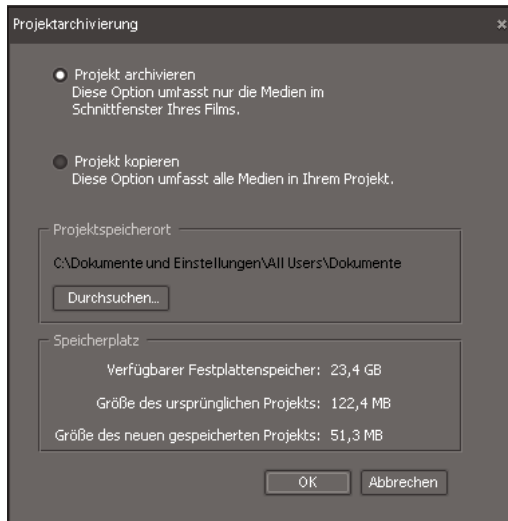 Projektarchivierung
Projekt archivieren
Diese Option umfasst nur die Medien im
Schnittfenster Ihres Films.
Projekt kopieren
Diese Option umfasst alle Medien in Ihrem Projekt.
Projektspeicherort
C:\Dokumente und Einstellungen\All Users\Dokumente
Durchsuchen...
Speicherplatz
Verfügbarer Festplattenspeicher: 23,4 GB
Größe des ursprünglichen Projekts: 122,4 MB
Größe des neuen gespeicherten Projekts: 51,3 MB
OK Abbrechen